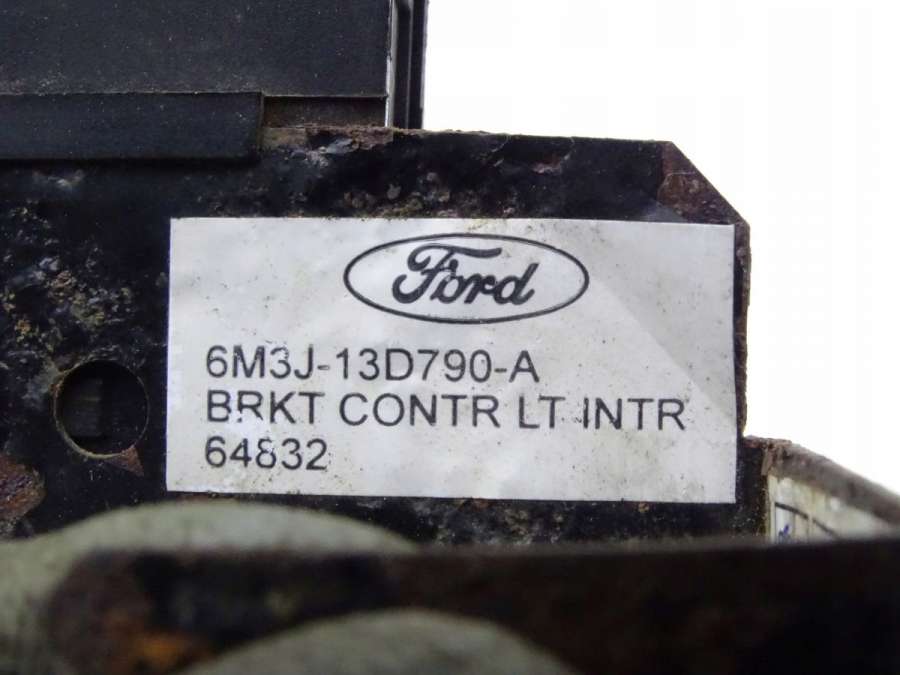 Ford
6M3J-13D790-A
BRKT CONTR LT INTR
64832